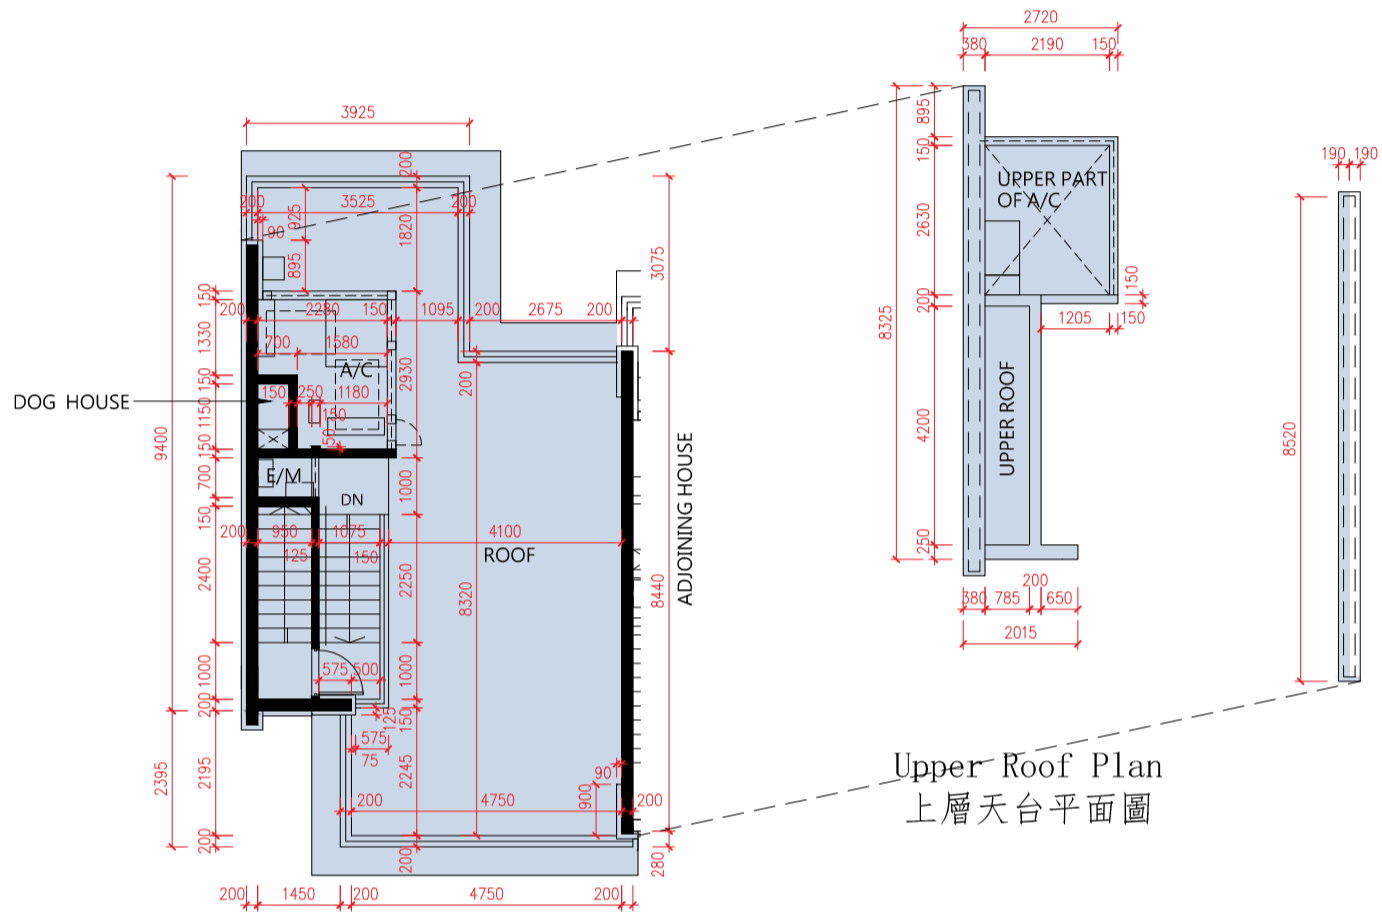 2720
380 2190 150
3925
895
200
150
190 190
200 3525 200
925
1820
UPPER PART
OF A/C
90
2630
895
3075
150
150
200 2280 150 1095 200 2675 200
200
1205 150
8325
1330
700 1580
A/C
2930
200
150
150 250 1180
DOG HOUSE
1150
150
50
150
9400
UPPER ROOF
4200
8520
E/M
700
1000
DN
ADJOINING HOUSE
150
200 950 1075 4100
125 150
ROOF
250
2400
2250
8320
8440
200
380 785 650
2015
575 500
1000
1000
200
125
150
575
75
2395
2195
2245
90
900
Upper Roof Plan
上層天台平面圖
200 4750 200
200
200
280
200 1450 200 4750 200